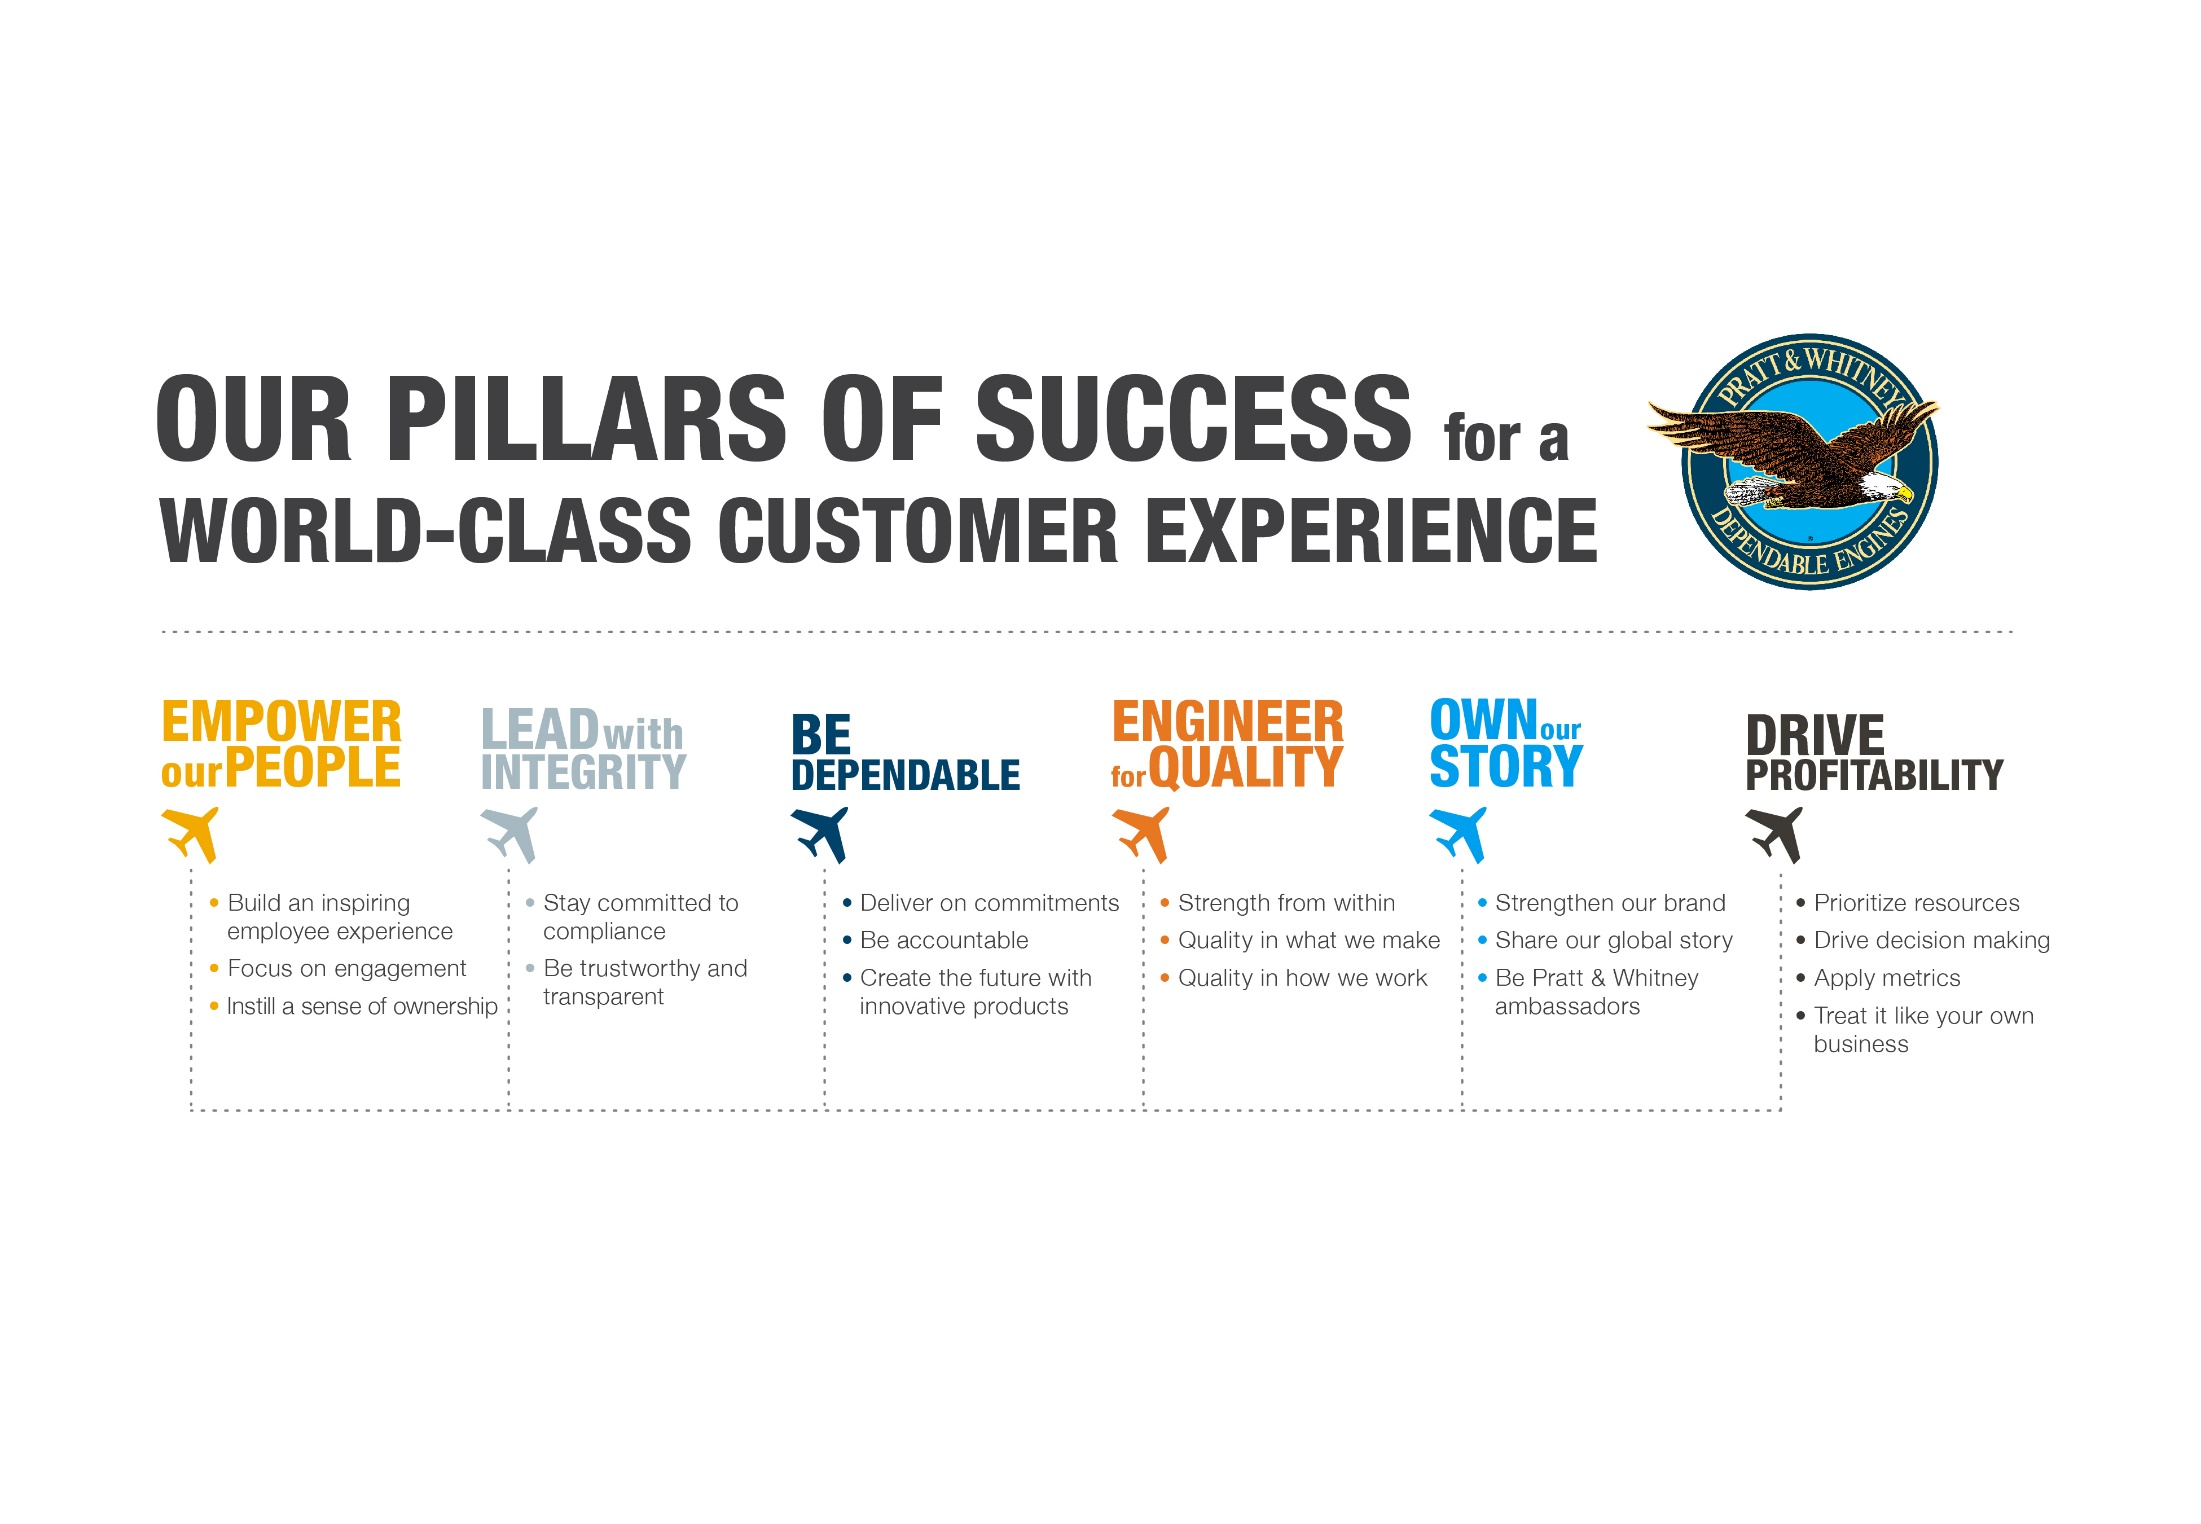 OUR PILLARS OF SUCCESS for a
WORLD-CLASS CUSTOMER EXPERIENCE
PRATT & WHITNEY
DEPENDABLE ENGINES
®
EMPOWER
our PEOPLE
• Build an inspiring
employee experience
• Focus on engagement
• Instill a sense of ownership
LEAD with
INTEGRITY
• Stay committed to
compliance
• Be trustworthy and
transparent
BE
DEPENDABLE
• Deliver on commitments
• Be accountable
• Create the future with
innovative products
ENGINEER
for QUALITY
• Strength from within
• Quality in what we make
• Quality in how we work
OWN our
STORY
• Strengthen our brand
• Share our global story
• Be Pratt & Whitney
ambassadors
DRIVE
PROFITABILITY
• Prioritize resources
• Drive decision making
• Apply metrics
• Treat it like your own
business